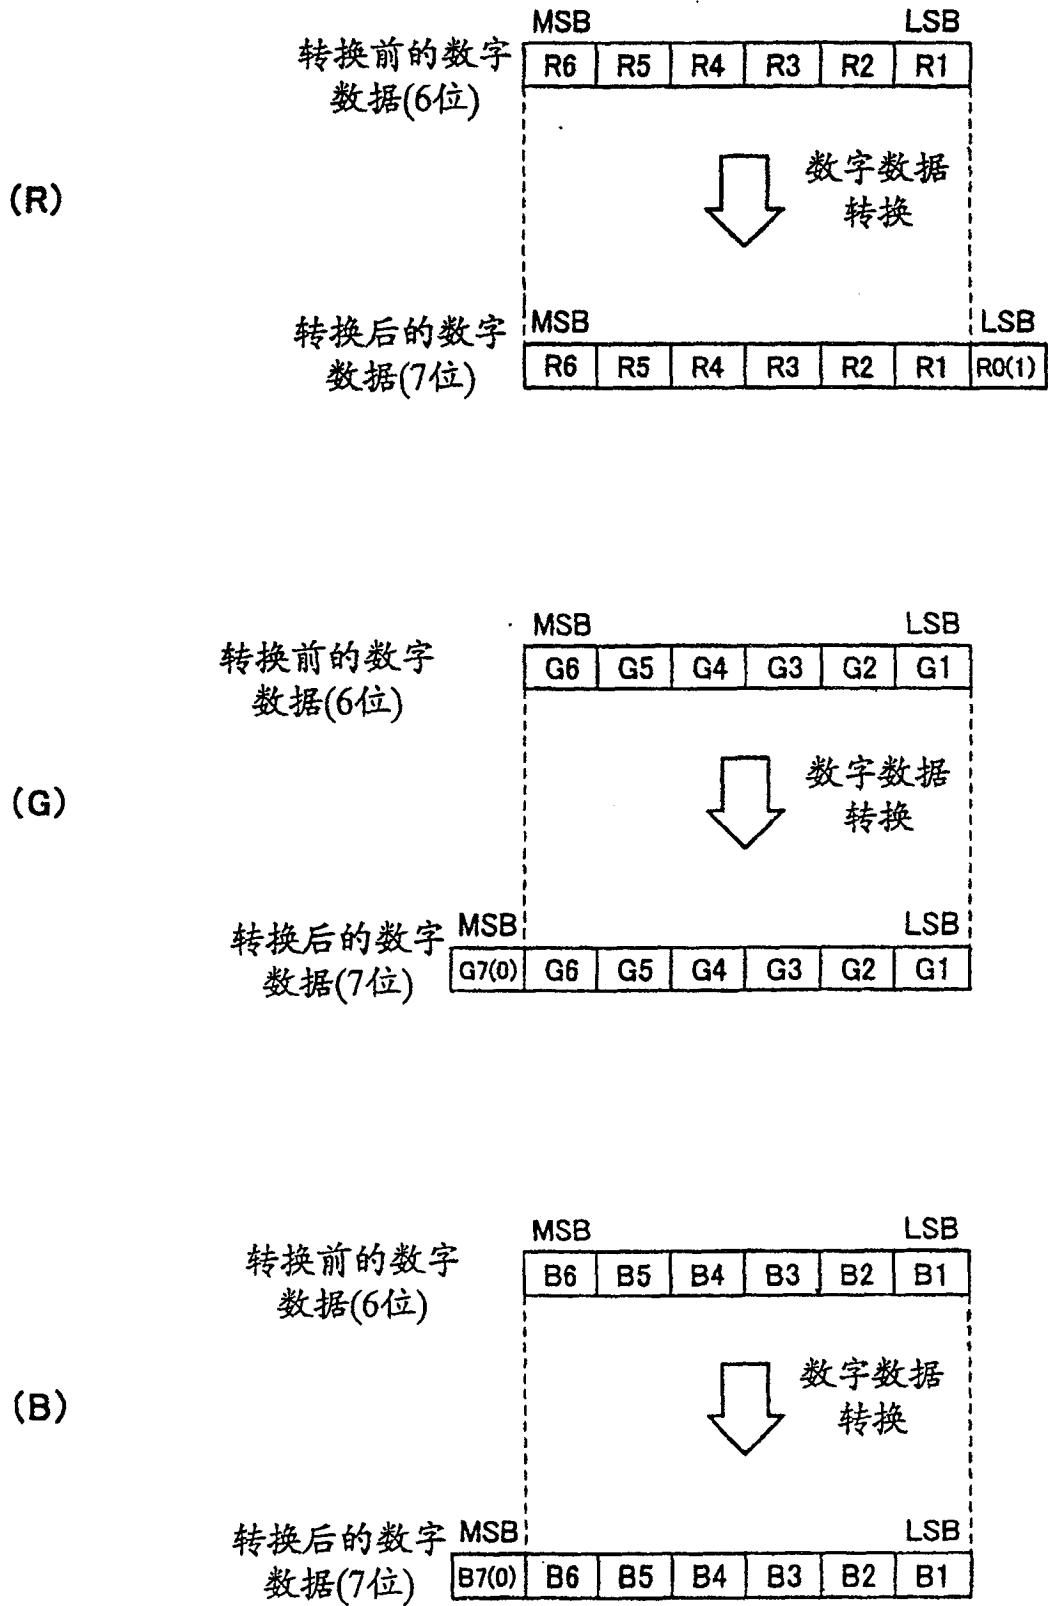 MSB LSB
转换前的数字 R6 R5 R4 R3 R2 R1
数据(6位)
(R)
数字数据
转换
转换后的数字 MSB LSB
数据(7位) R6 R5 R4 R3 R2 R1 R0(1)
MSB LSB
转换前的数字 G6 G5 G4 G3 G2 G1
数据(6位)
(G)
数字数据
转换
转换后的数字 MSB LSB
数据(7位) G7(0) G6 G5 G4 G3 G2 G1
MSB LSB
转换前的数字 B6 B5 B4 B3 B2 B1
数据(6位)
(B)
数字数据
转换
转换后的数字 MSB LSB
数据(7位) B7(0) B6 B5 B4 B3 B2 B1